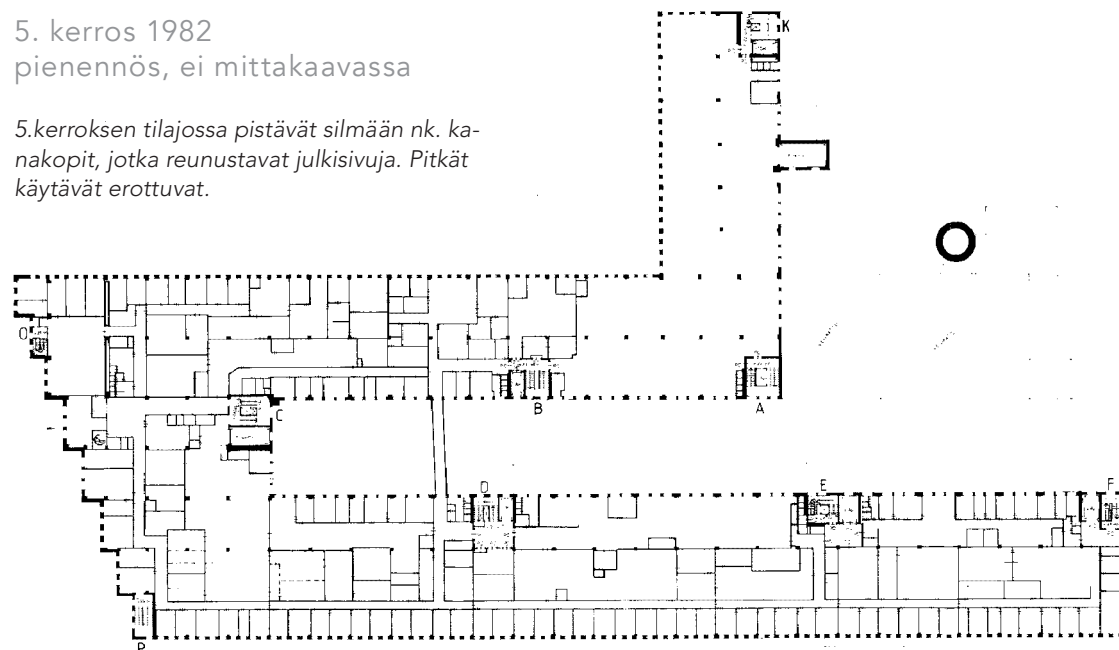 5. kerros 1982
pienennös, ei mittakaavassa
5.kerroksen tilajossa pistävät silmään nk. ka-
nakopit, jotka reunustavat julkisivuja. Pitkät
käytävät erottuvat.
K
O
C
B
A
D
E
F
P